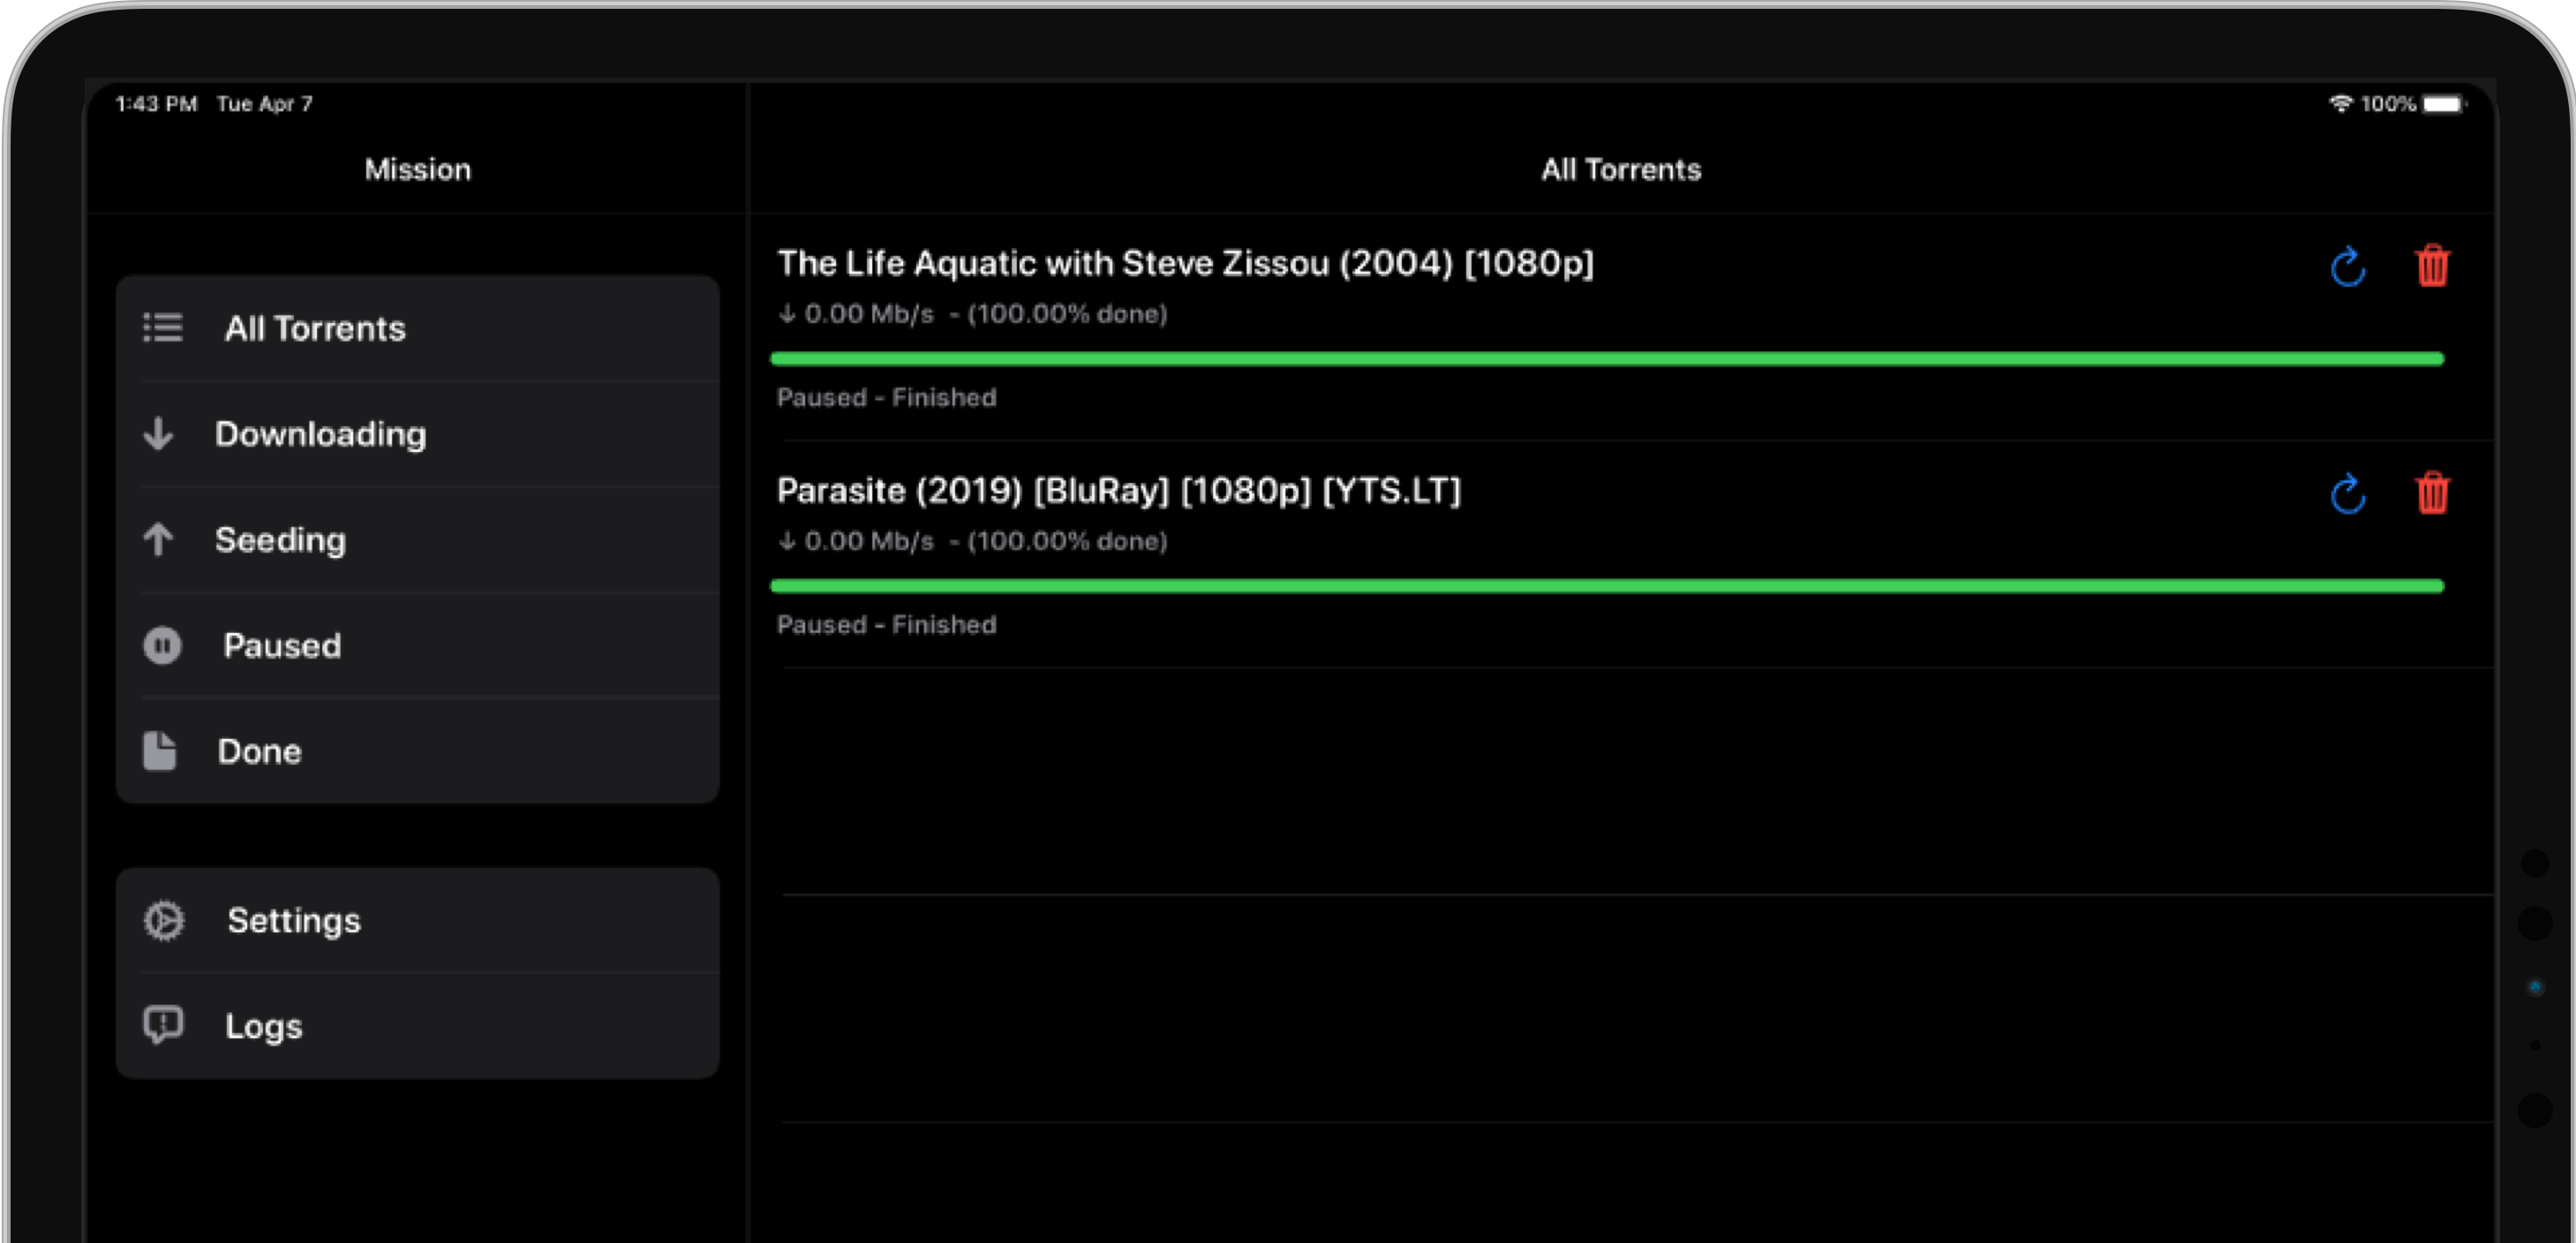 1:43 PM Tue Apr 7
100%
Mission
All Torrents
Downloading
Seeding
Paused
Done
Settings
Logs
All Torrents
The Life Aquatic with Steve Zissou (2004) [1080p]
↓ 0.00 Mb/s - (100.00% done)
Paused - Finished
Parasite (2019) [BluRay] [1080p] [YTS.LT]
↓ 0.00 Mb/s - (100.00% done)
Paused - Finished